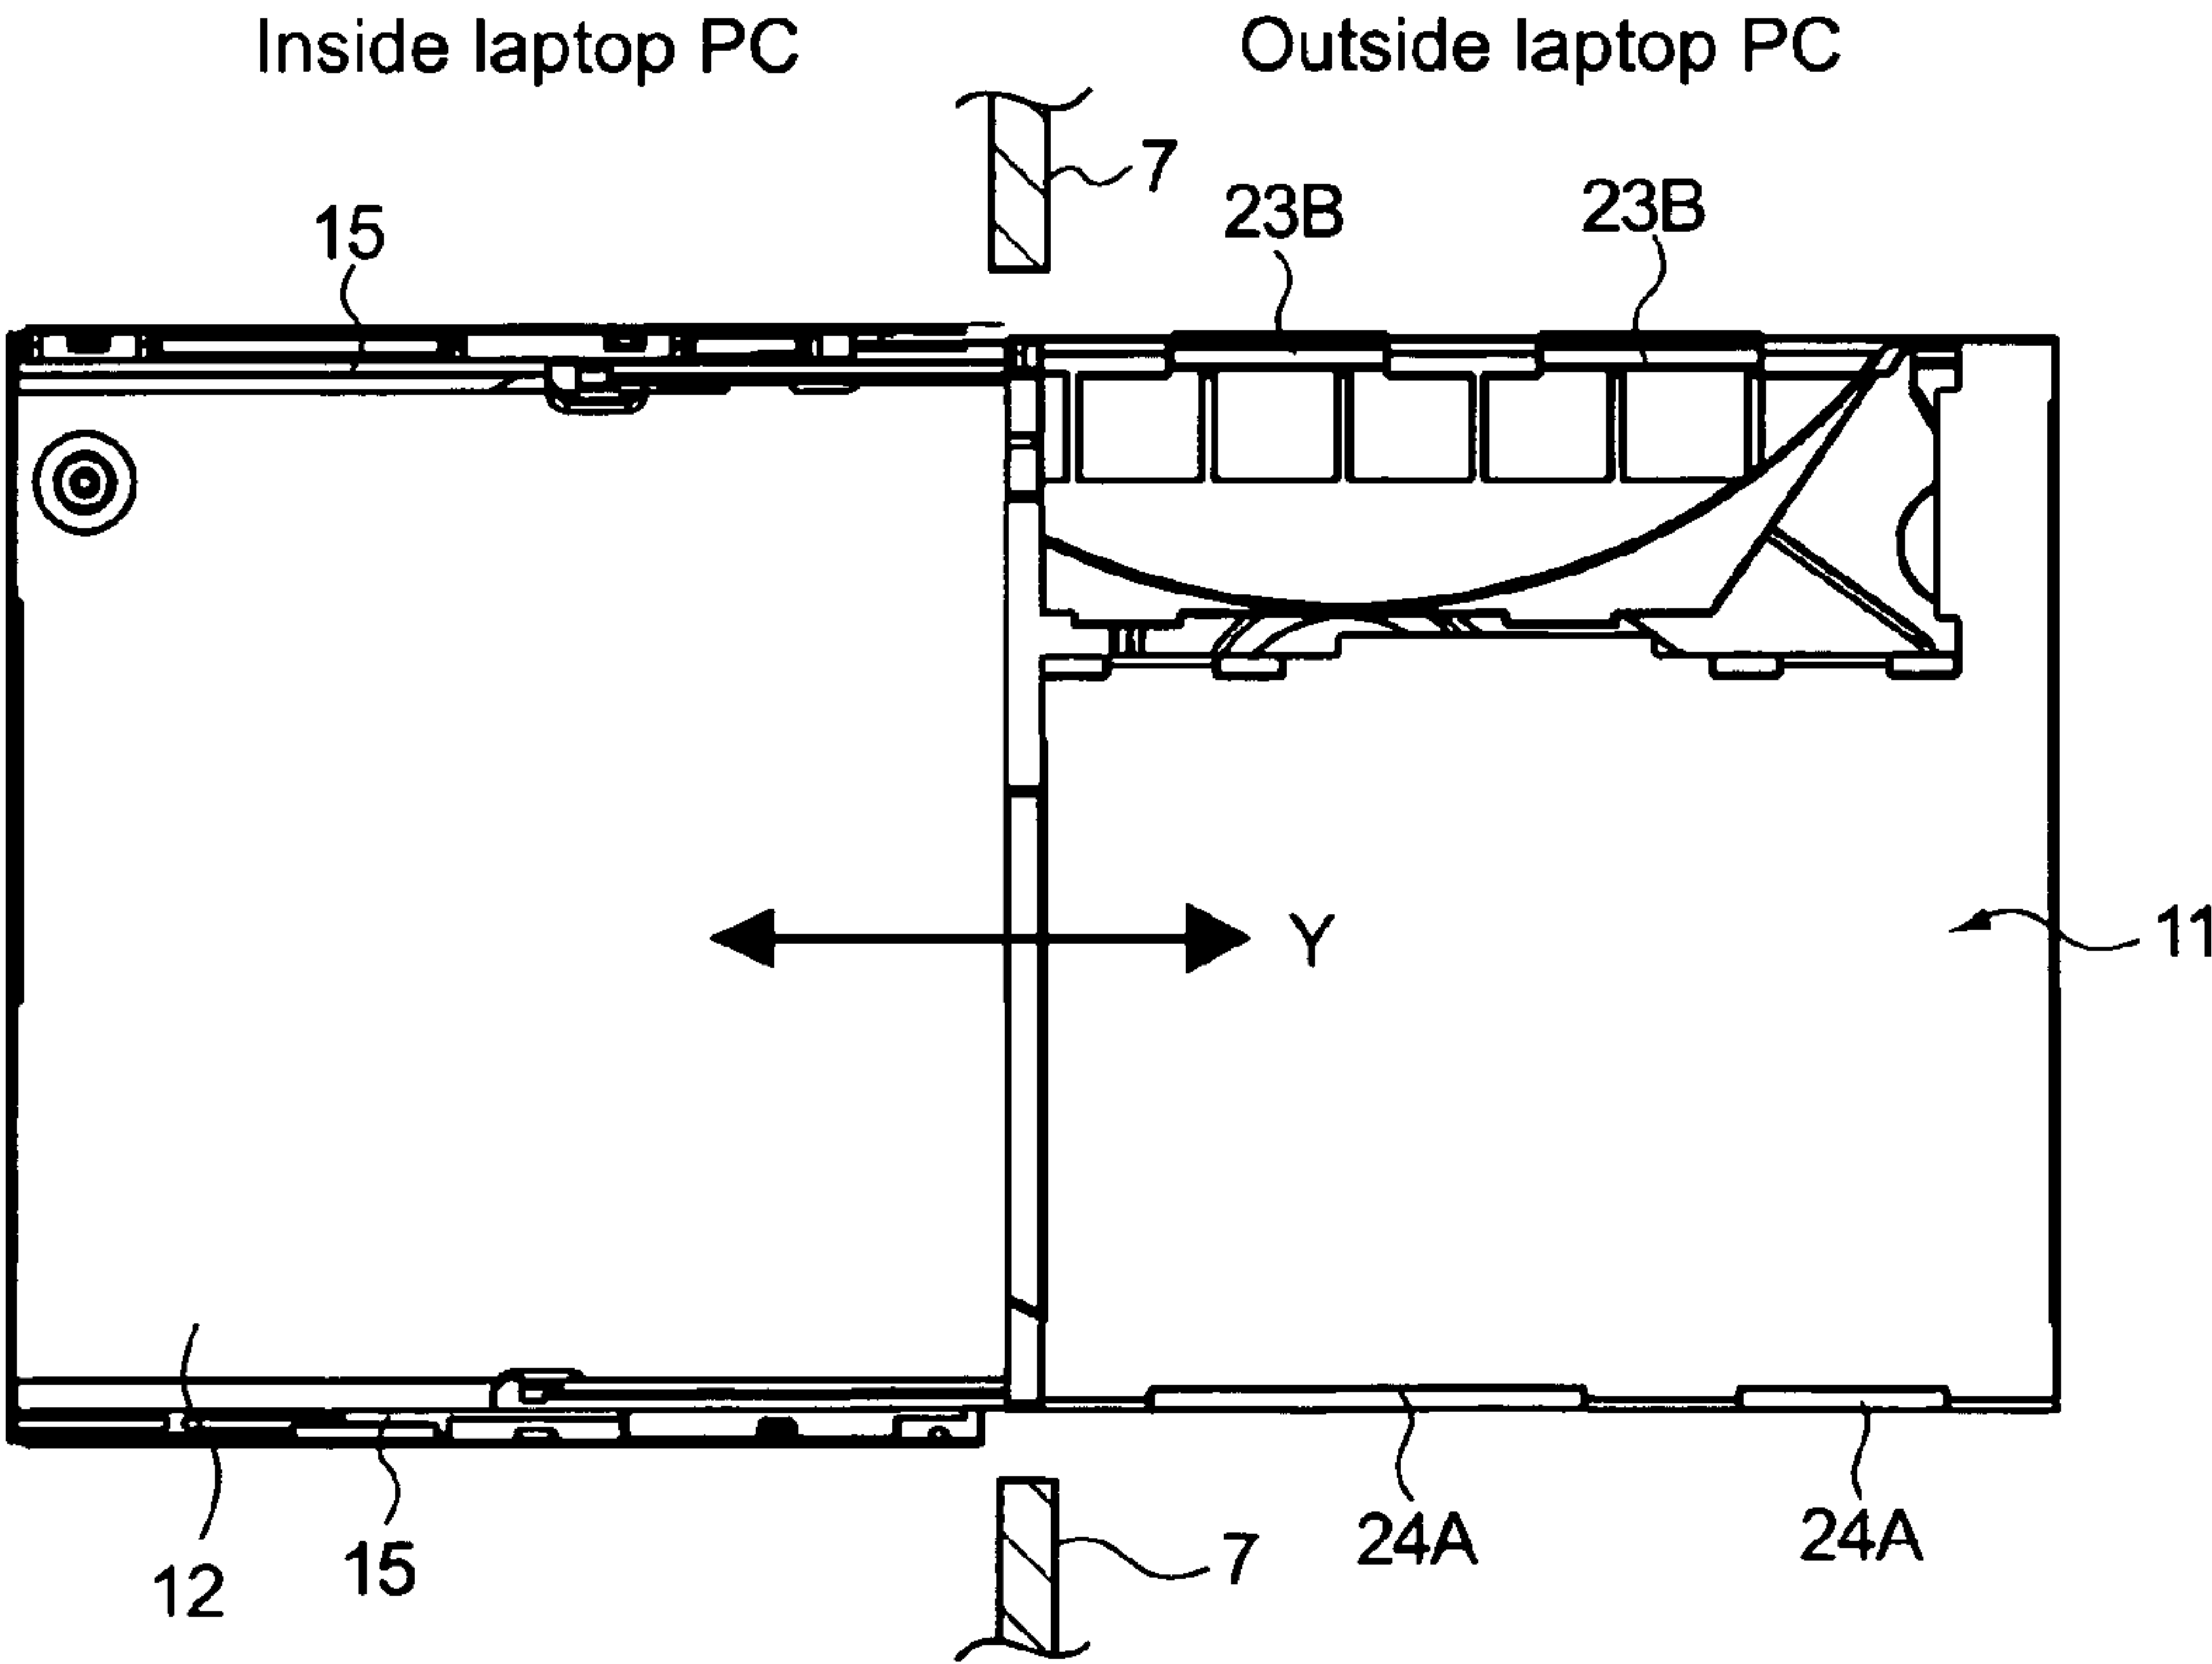 Inside laptop PC
Outside laptop PC
7
15
23B
23B
Y
11
12
15
7
24A
24A